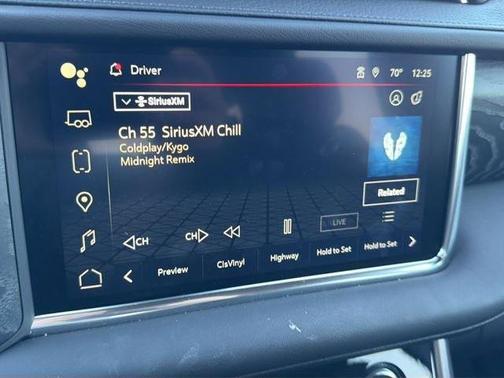 Driver
70° 12:25
SiriusXM
Ch 55 SiriusXM Chill
Coldplay/Kygo
Midnight Remix
Related
CH CH LIVE
Preview ClsVinyl Highway Hold to Set Hold to Set